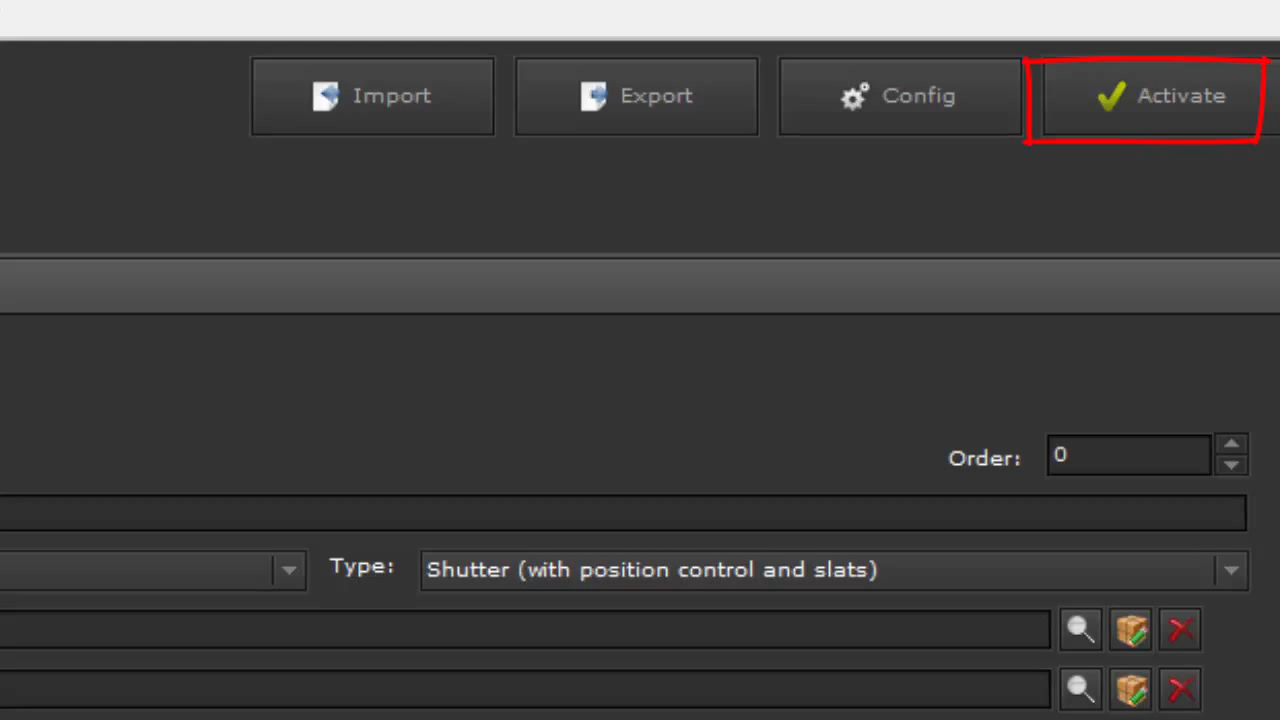 Import Export Config Activate
Order: 0
Type: Shutter (with position control and slats)